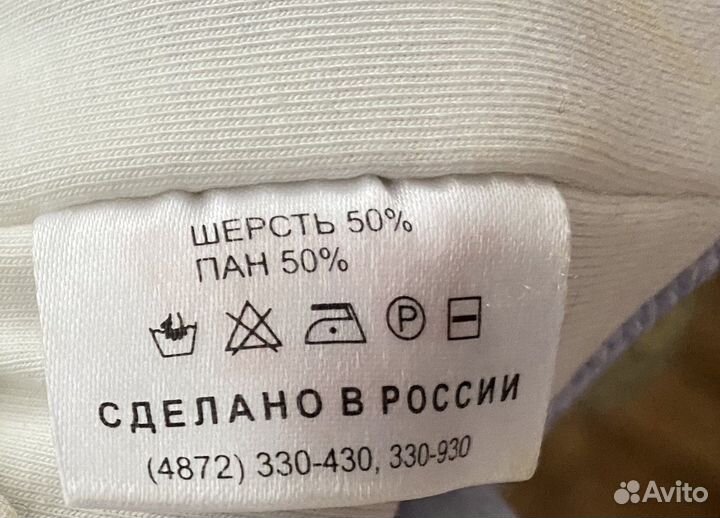 ШЕРСТЬ 50%
ПАН 50%
P
СДЕЛАНО В РОССИИ
(4872) 330-430, 330-930
Avito